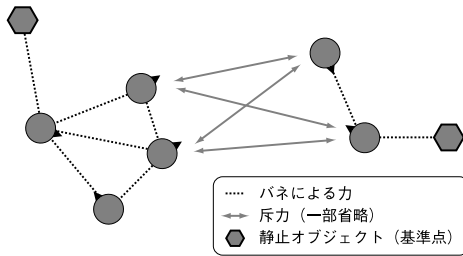 バネによる力
斥力（一部省略）
静止オブジェクト（基準点）